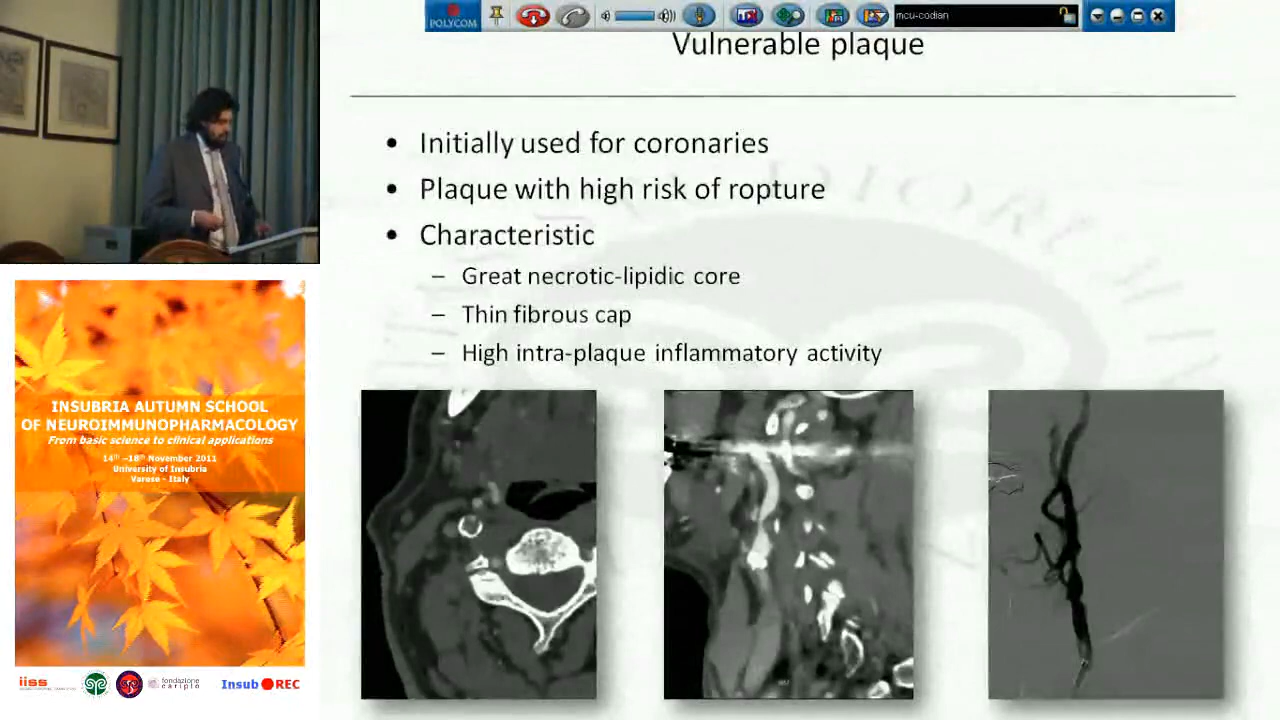 POLYCOM
mcu-codian
Vulnerable plaque
• Initially used for coronaries
• Plaque with high risk of ropture
• Characteristic
– Great necrotic-lipidic core
– Thin fibrous cap
– High intra-plaque inflammatory activity
INSUBRIA AUTUMN SCHOOL
OF NEUROIMMUNOPHARMACOLOGY
From basic science to clinical applications
14th –18th November 2011
University of Insubria
Varese - Italy
iiss
fondazione
cariplo
Insub REC